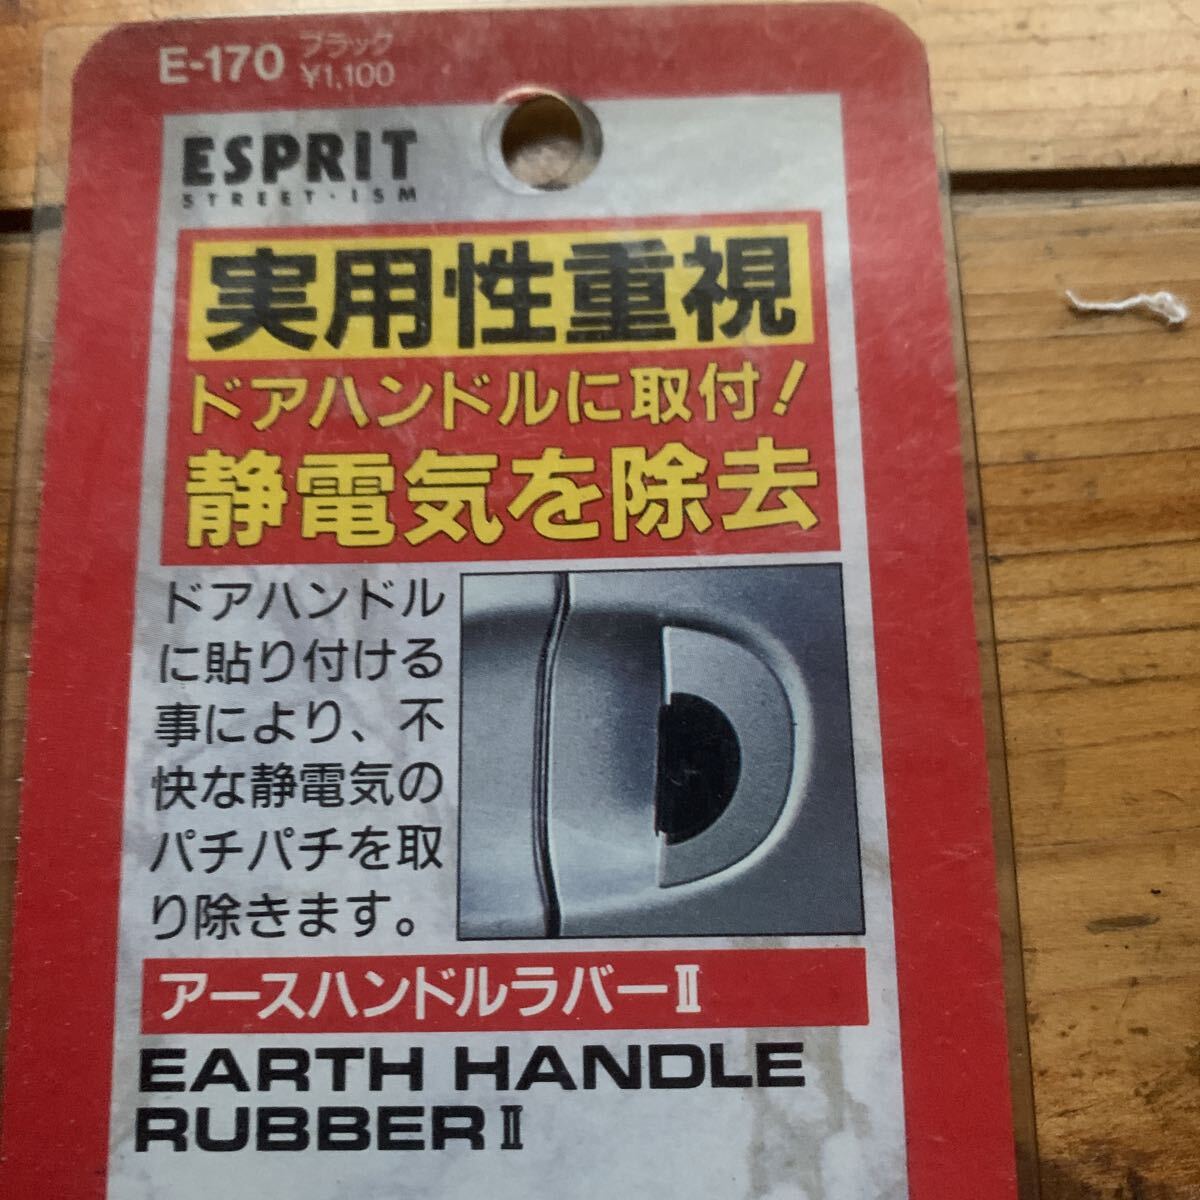 E-170 ブラック
¥1,100
ESPRIT
STREET・ISM
実用性重視
ドアハンドルに取付!
静電気を除去
ドアハンドル
に貼り付ける
事により、不
快な静電気の
パチパチを取
り除きます。
アースハンドルラバーⅡ
EARTH HANDLE
RUBBERⅡ